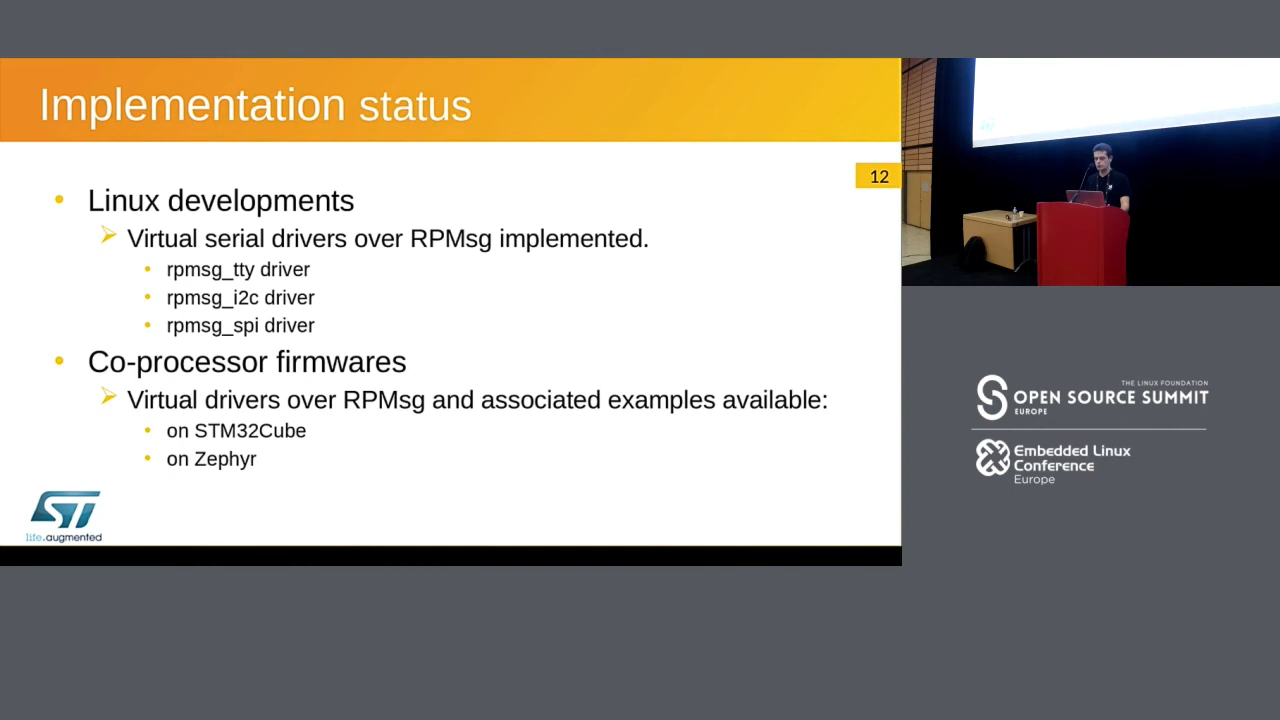 Implementation status
12
Linux developments
Virtual serial drivers over RPMsg implemented.
rpmsg_tty driver
rpmsg_i2c driver
rpmsg_spi driver
Co-processor firmwares
Virtual drivers over RPMsg and associated examples available:
on STM32Cube
on Zephyr
ST
life.augmented
THE LINUX FOUNDATION
OPEN SOURCE SUMMIT
EUROPE
Embedded Linux
Conference
Europe